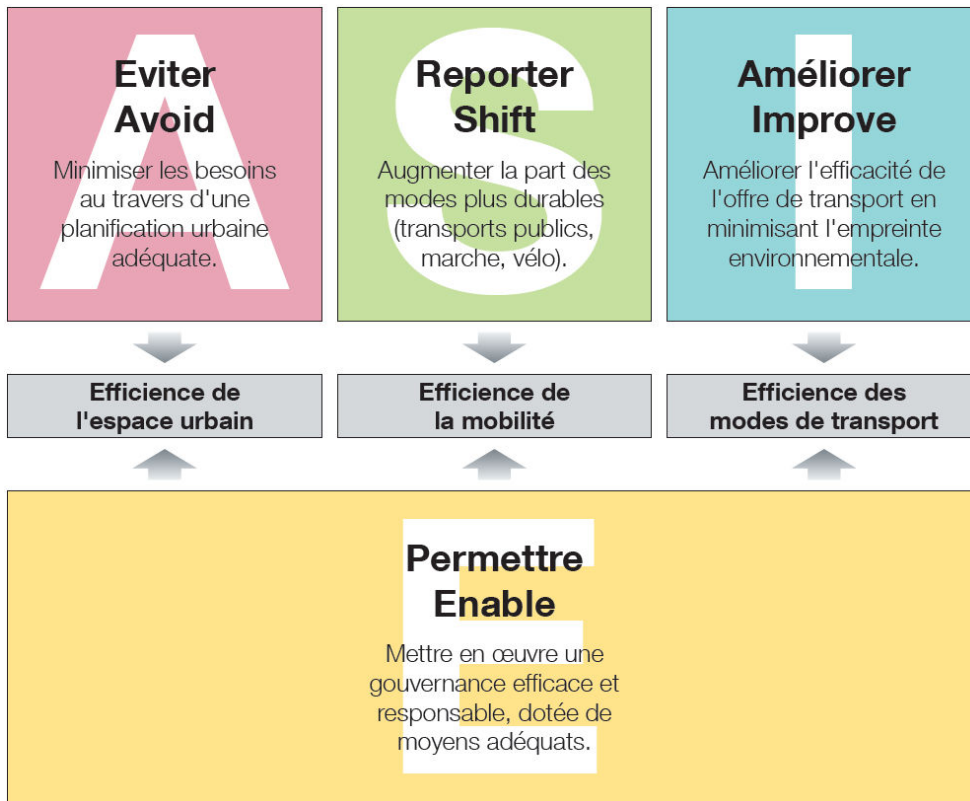 A
Eviter
Avoid
Minimiser les besoins
au travers d'une
planification urbaine
adéquate.
S
Reporter
Shift
Augmenter la part des
modes plus durables
(transports publics,
marche, vélo).
I
Améliorer
Improve
Améliorer l'efficacité de
l'offre de transport en
minimisant l'empreinte
environnementale.
Efficience de
l'espace urbain
Efficience de
la mobilité
Efficience des
modes de transport
E
Permettre
Enable
Mettre en œuvre une
gouvernance efficace et
responsable, dotée de
moyens adéquats.